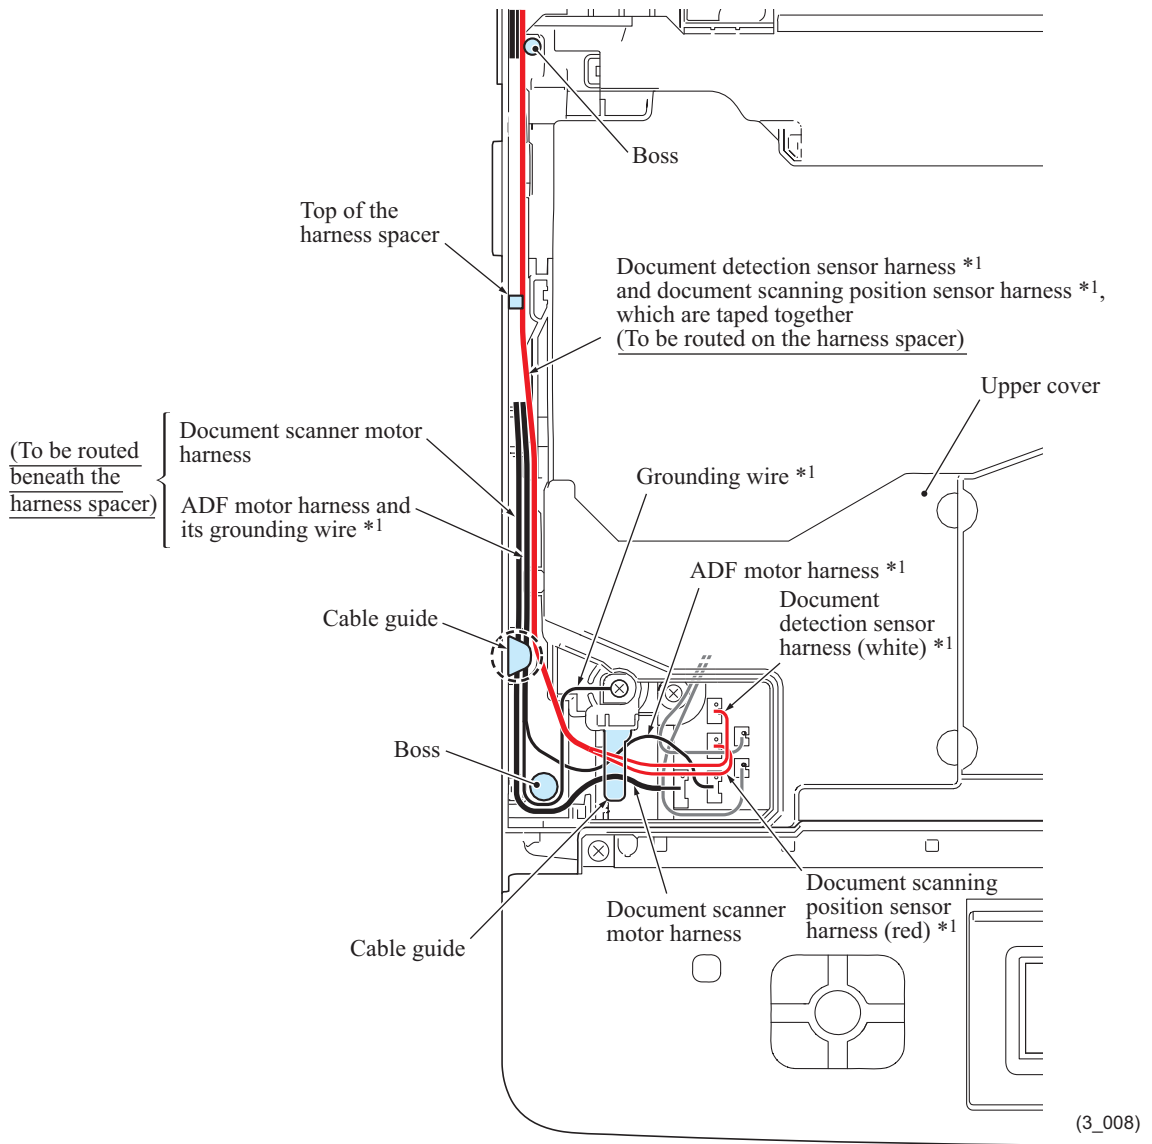 Boss
Top of the
harness spacer
Document detection sensor harness *1
and document scanning position sensor harness *1,
which are taped together
(To be routed on the harness spacer)
Upper cover
(To be routed
beneath the
harness spacer)
Document scanner motor
harness
ADF motor harness and
its grounding wire *1
Grounding wire *1
ADF motor harness *1
Document
detection sensor
harness (white) *1
Cable guide
Boss
Document scanning
position sensor
harness (red) *1
Document scanner
motor harness
Cable guide
(3_008)